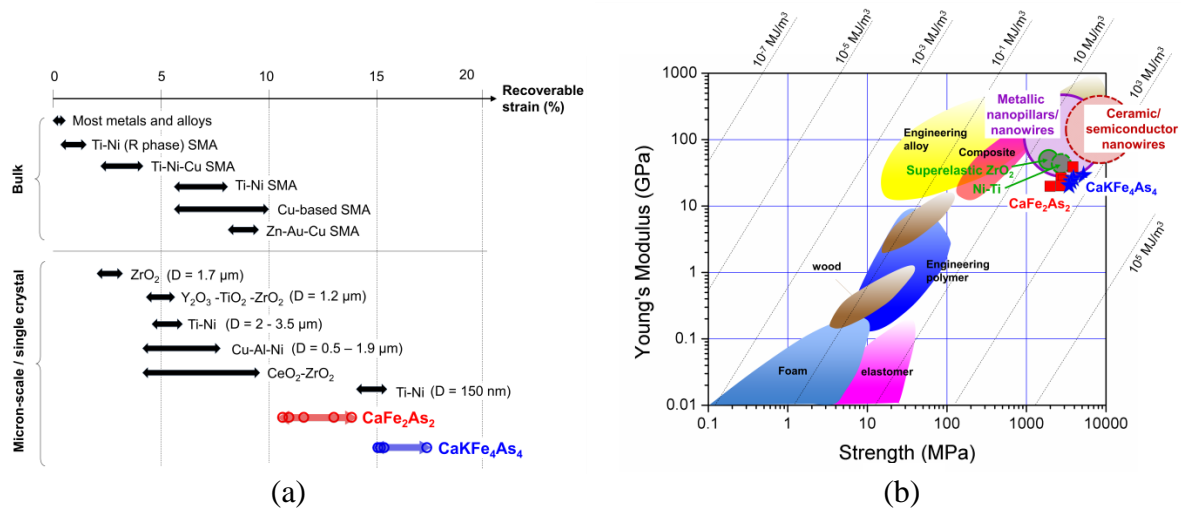 0 5 10 15 20
Recoverable
strain (%)
Bulk
Most metals and alloys
Ti-Ni (R phase) SMA
Ti-Ni-Cu SMA
Ti-Ni SMA
Cu-based SMA
Zn-Au-Cu SMA
Micron-scale / single crystal
ZrO₂ (D = 1.7 µm)
Y₂O₃ -TiO₂ -ZrO₂ (D = 1.2 µm)
Ti-Ni (D = 2 - 3.5 µm)
Cu-Al-Ni (D = 0.5 – 1.9 µm)
CeO₂-ZrO₂
Ti-Ni (D = 150 nm)
CaFe₂As₂
CaKFe₄As₄
(a)
10⁻⁷ MJ/m³
10⁻⁵ MJ/m³
10⁻³ MJ/m³
10⁻¹ MJ/m³
10 MJ/m³
10³ MJ/m³
10⁵ MJ/m³
Young's Modulus (GPa)
1000
100
10
1
0.1
0.01
Metallic
nanopillars/
nanowires
Ceramic/
semiconductor
nanowires
Engineering
alloy
Composite
Superelastic ZrO₂
Ni-Ti
CaKFe₄As₄
CaFe₂As₂
wood
Engineering
polymer
Foam
elastomer
0.1 1 10 100 1000 10000
Strength (MPa)
(b)